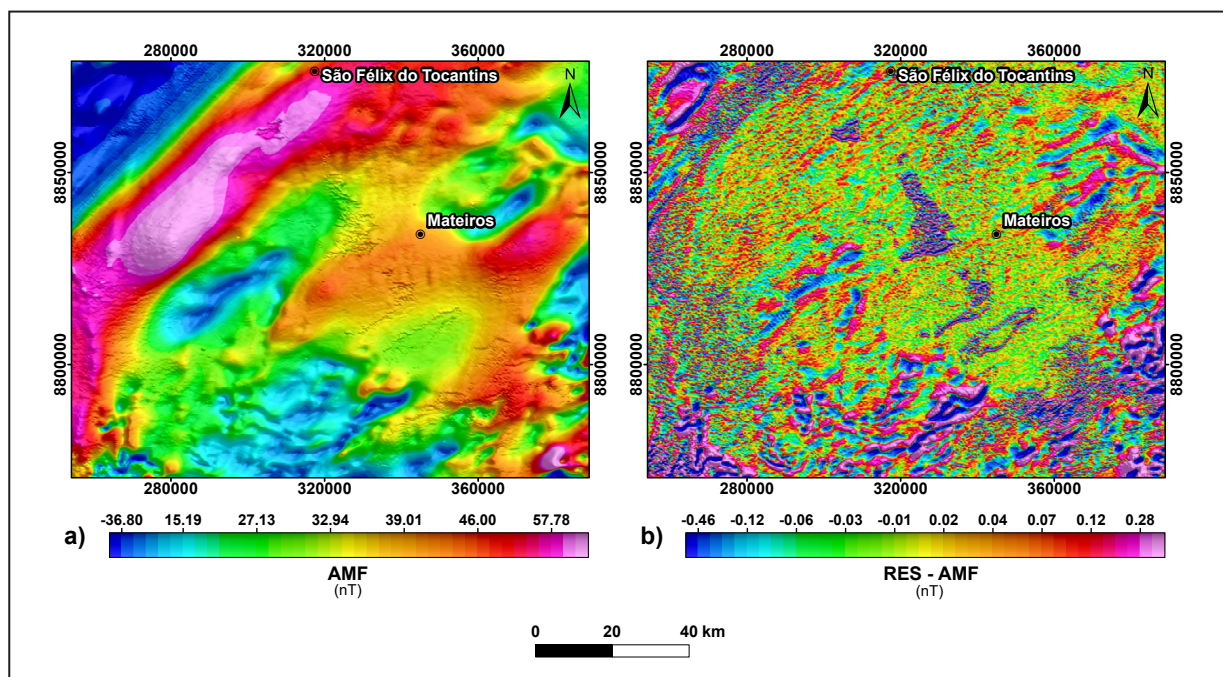 280000 320000 360000
280000 320000 360000
São Félix do Tocantins
N
São Félix do Tocantins
N
8850000
8850000
8850000
8850000
Mateiros
Mateiros
8800000
8800000
8800000
8800000
280000 320000 360000
280000 320000 360000
-36.80 15.19 27.13 32.94 39.01 46.00 57.78
a)
AMF
(nT)
-0.46 -0.12 -0.06 -0.03 -0.01 0.02 0.04 0.07 0.12 0.28
b)
RES - AMF
(nT)
0 20 40 km